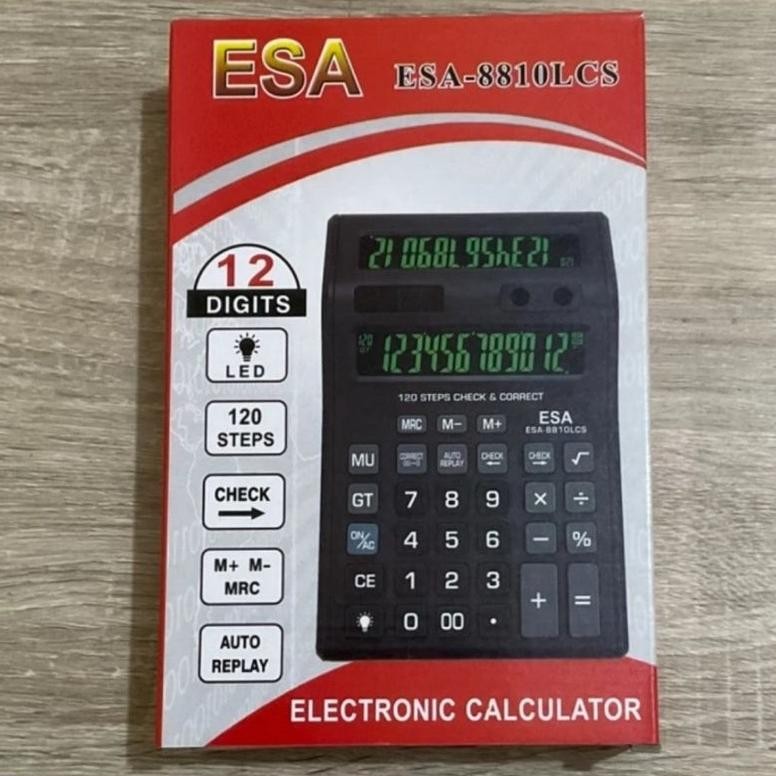 ESA ESA-8810LCS
12
DIGITS
LED
120
STEPS
CHECK
→
M+ M-
MRC
AUTO
REPLAY
123456789012
120 STEPS CHECK & CORRECT
MRC M- M+ ESA
ESA-8810LCS
MU CORRECT AUTO REPLAY CHECK ← CHECK → √
GT 7 8 9 × ÷
ON/AC 4 5 6 − %
CE 1 2 3 + =
0 00 .
ELECTRONIC CALCULATOR